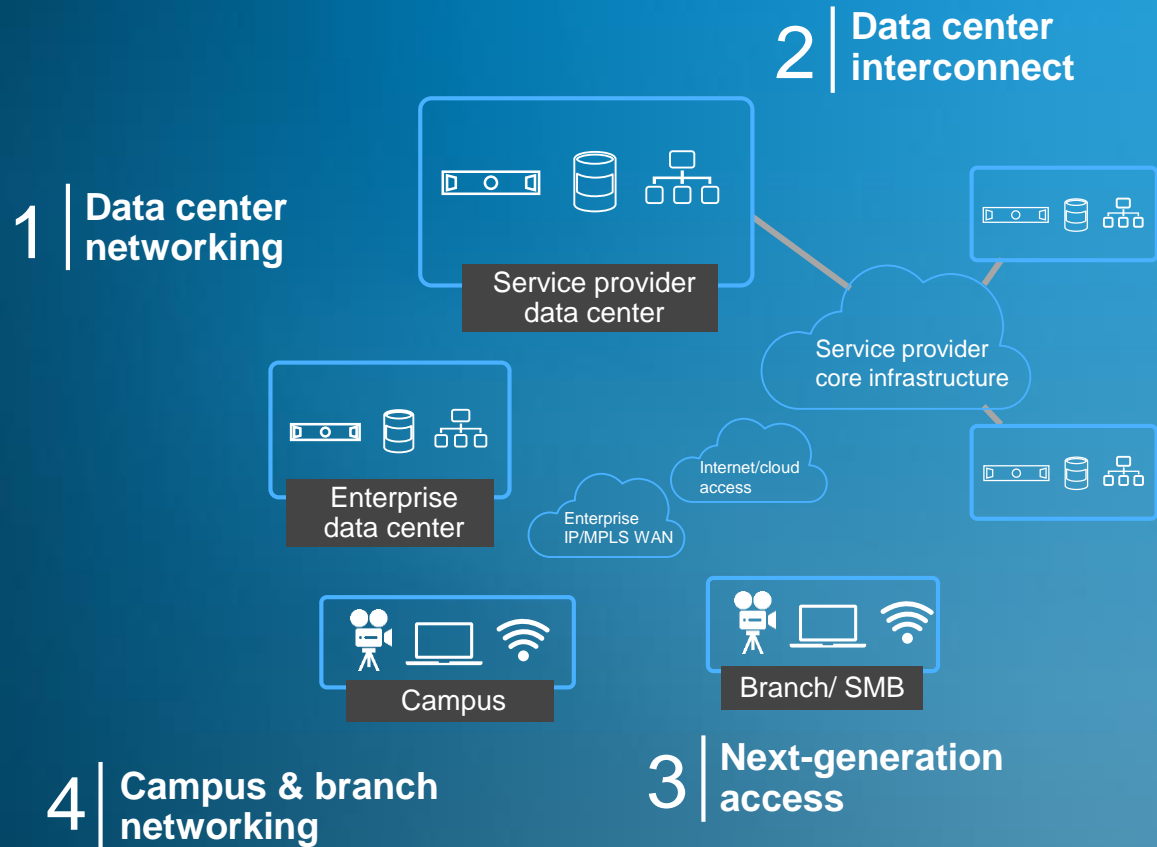 2
Data center
interconnect
1
Data center
networking
Service provider
data center
Service provider
core infrastructure
Internet/cloud
access
Enterprise
data center
Enterprise
IP/MPLS WAN
Campus
Branch/ SMB
4
Campus & branch
networking
3
Next-generation
access